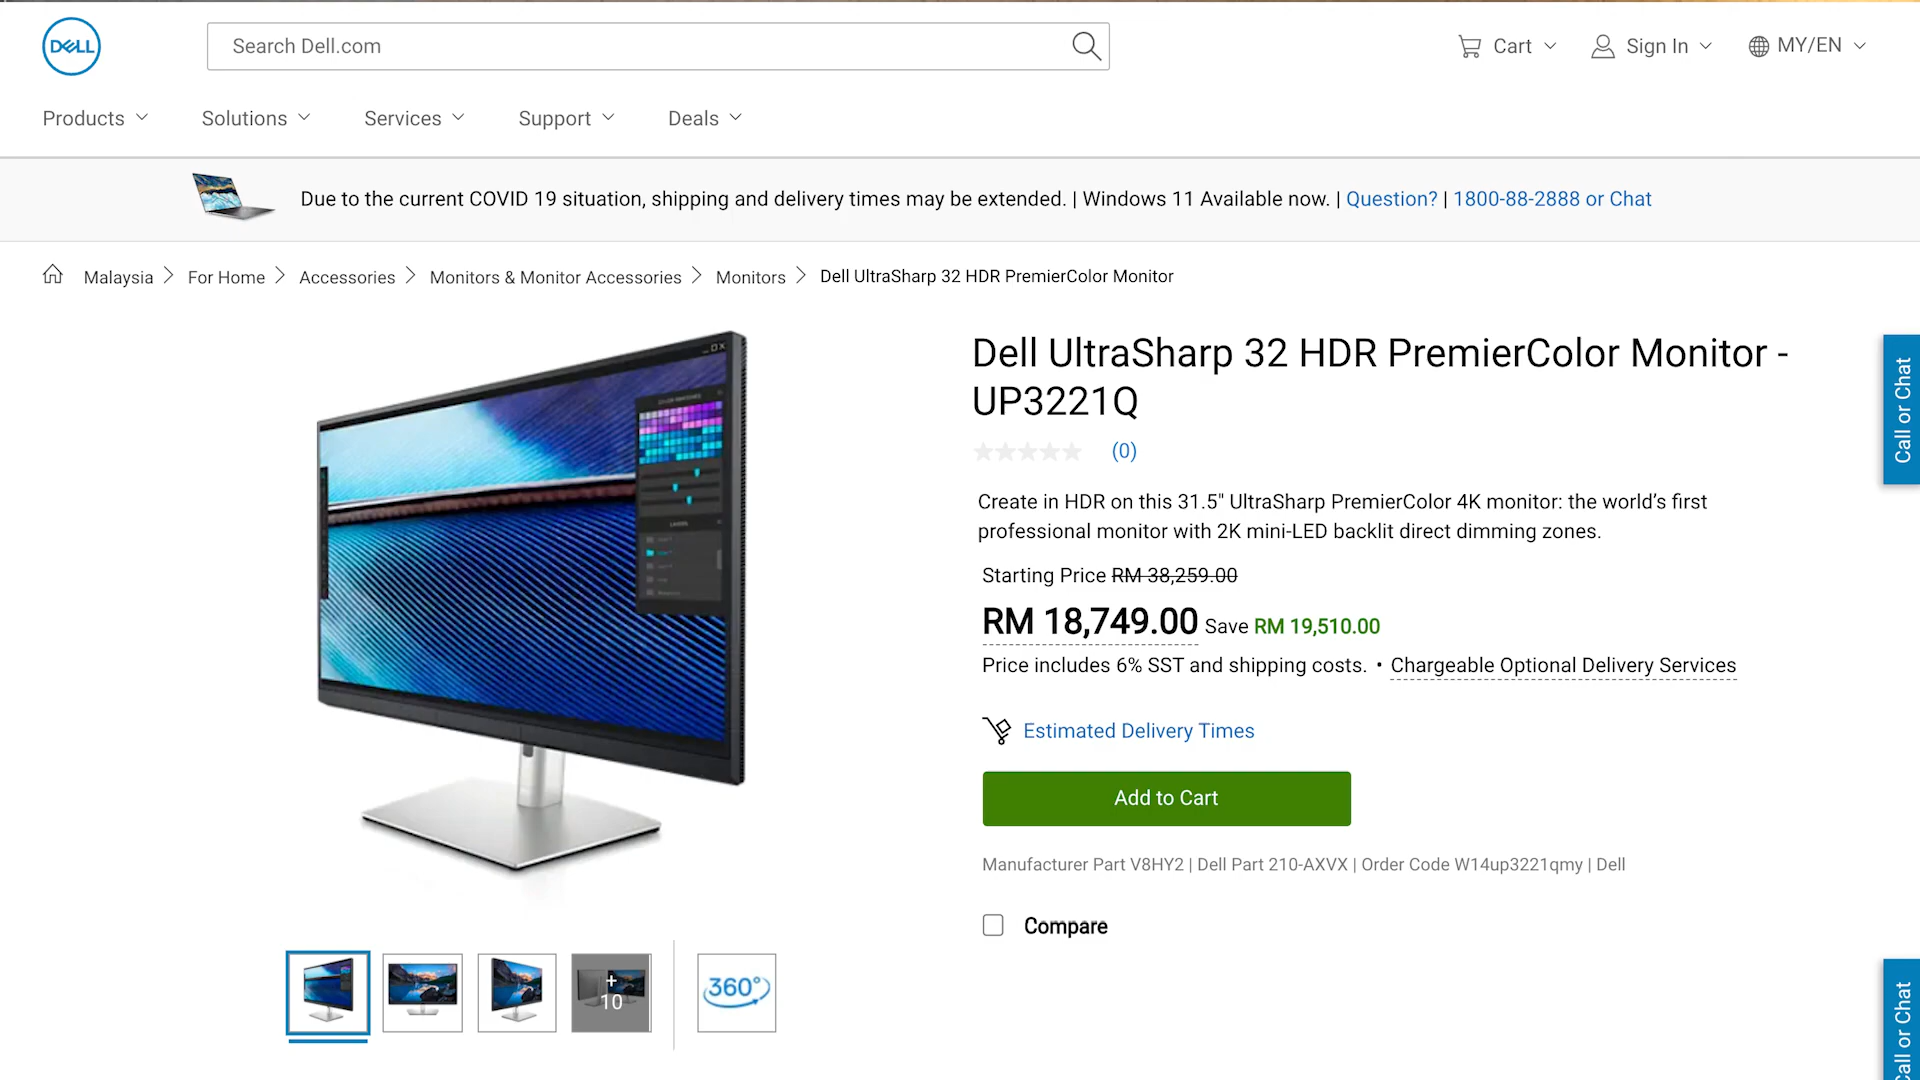 DELL
Search Dell.com
Cart
Sign In
MY/EN
Products
Solutions
Services
Support
Deals
Due to the current COVID 19 situation, shipping and delivery times may be extended. | Windows 11 Available now. | Question? | 1800-88-2888 or Chat
Malaysia
For Home
Accessories
Monitors & Monitor Accessories
Monitors
Dell UltraSharp 32 HDR PremierColor Monitor
Dell UltraSharp 32 HDR PremierColor Monitor -
UP3221Q
(0)
Create in HDR on this 31.5" UltraSharp PremierColor 4K monitor: the world’s first
professional monitor with 2K mini-LED backlit direct dimming zones.
Starting Price RM 38,259.00
RM 18,749.00 Save RM 19,510.00
Price includes 6% SST and shipping costs. • Chargeable Optional Delivery Services
Estimated Delivery Times
Add to Cart
Manufacturer Part V8HY2 | Dell Part 210-AXVX | Order Code W14up3221qmy | Dell
Compare
+
10
360°
Call or Chat
Call or Chat